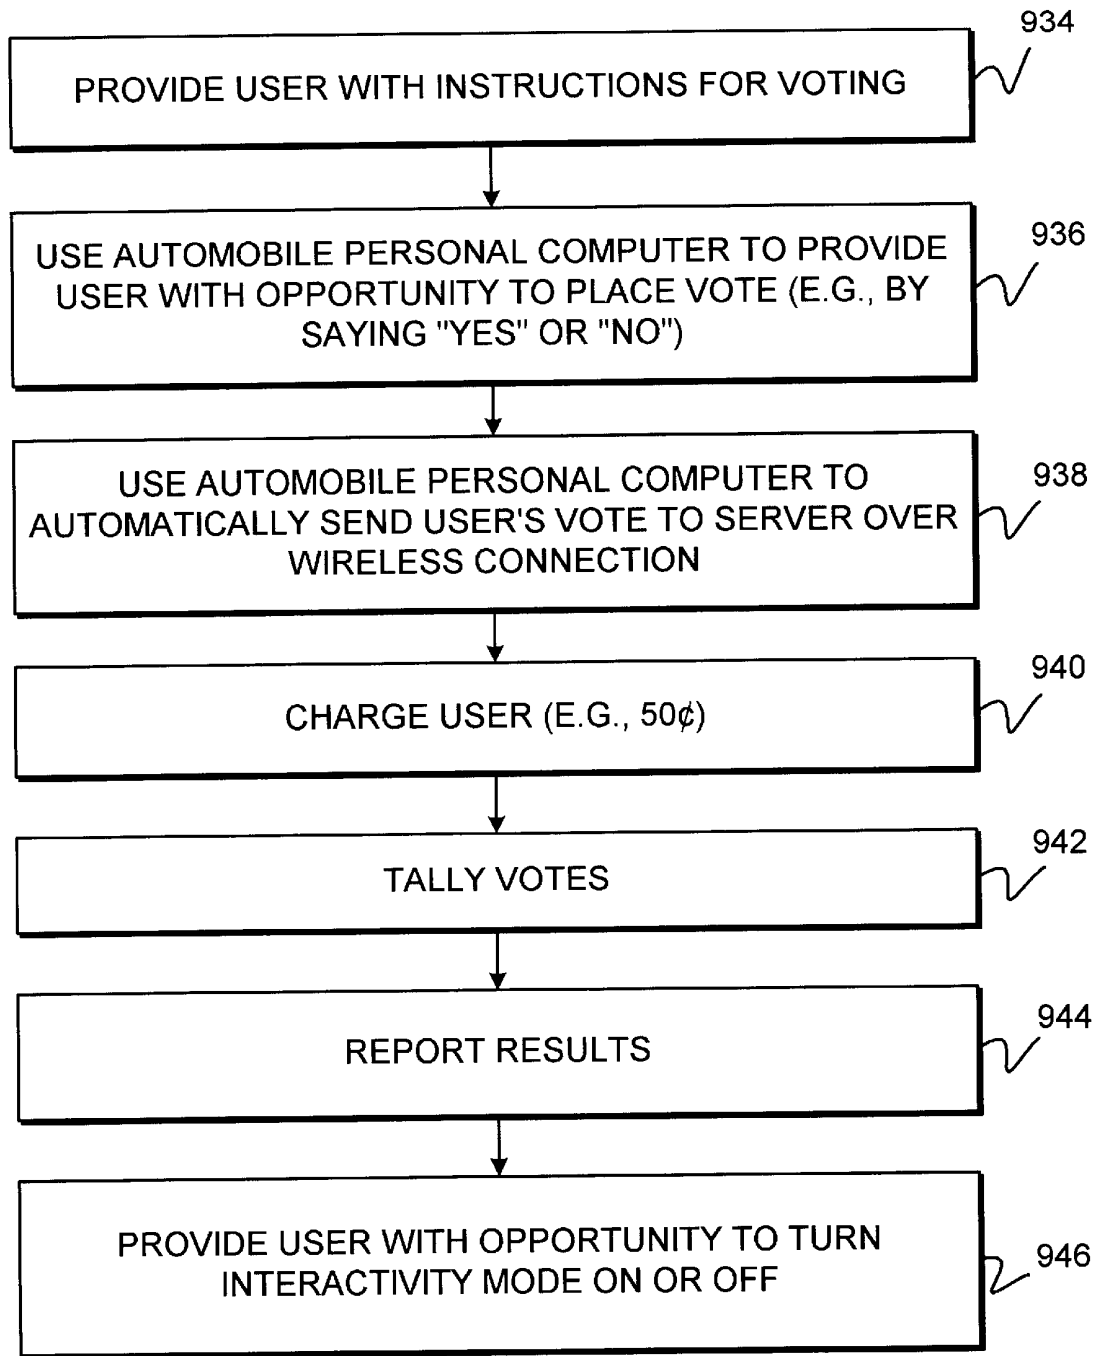 934
PROVIDE USER WITH INSTRUCTIONS FOR VOTING
936
USE AUTOMOBILE PERSONAL COMPUTER TO PROVIDE
USER WITH OPPORTUNITY TO PLACE VOTE (E.G., BY
SAYING "YES" OR "NO")
938
USE AUTOMOBILE PERSONAL COMPUTER TO
AUTOMATICALLY SEND USER'S VOTE TO SERVER OVER
WIRELESS CONNECTION
940
CHARGE USER (E.G., 50¢)
942
TALLY VOTES
944
REPORT RESULTS
946
PROVIDE USER WITH OPPORTUNITY TO TURN
INTERACTIVITY MODE ON OR OFF